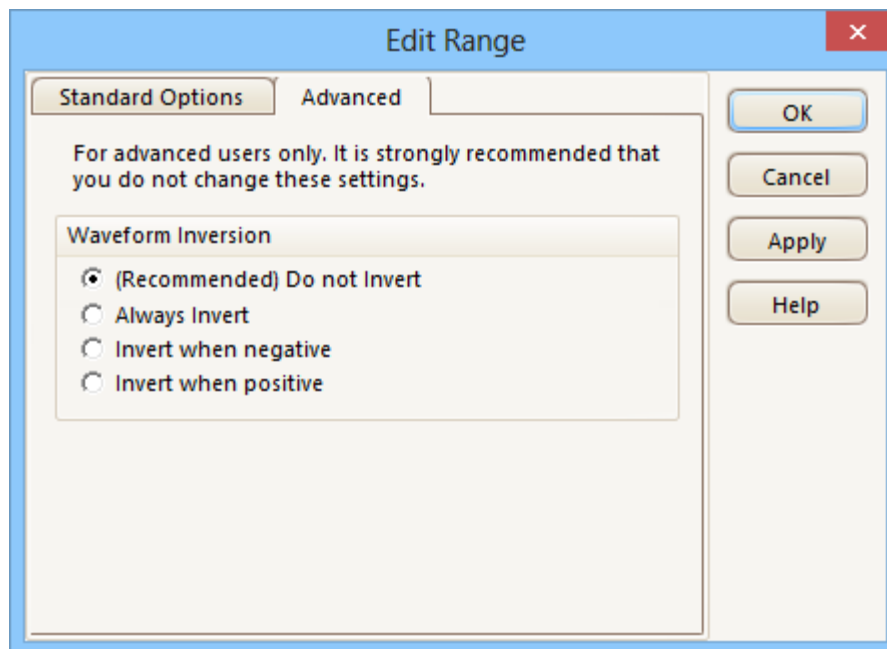 Edit Range
Standard Options
Advanced
For advanced users only. It is strongly recommended that
you do not change these settings.
Waveform Inversion
(Recommended) Do not Invert
Always Invert
Invert when negative
Invert when positive
OK
Cancel
Apply
Help